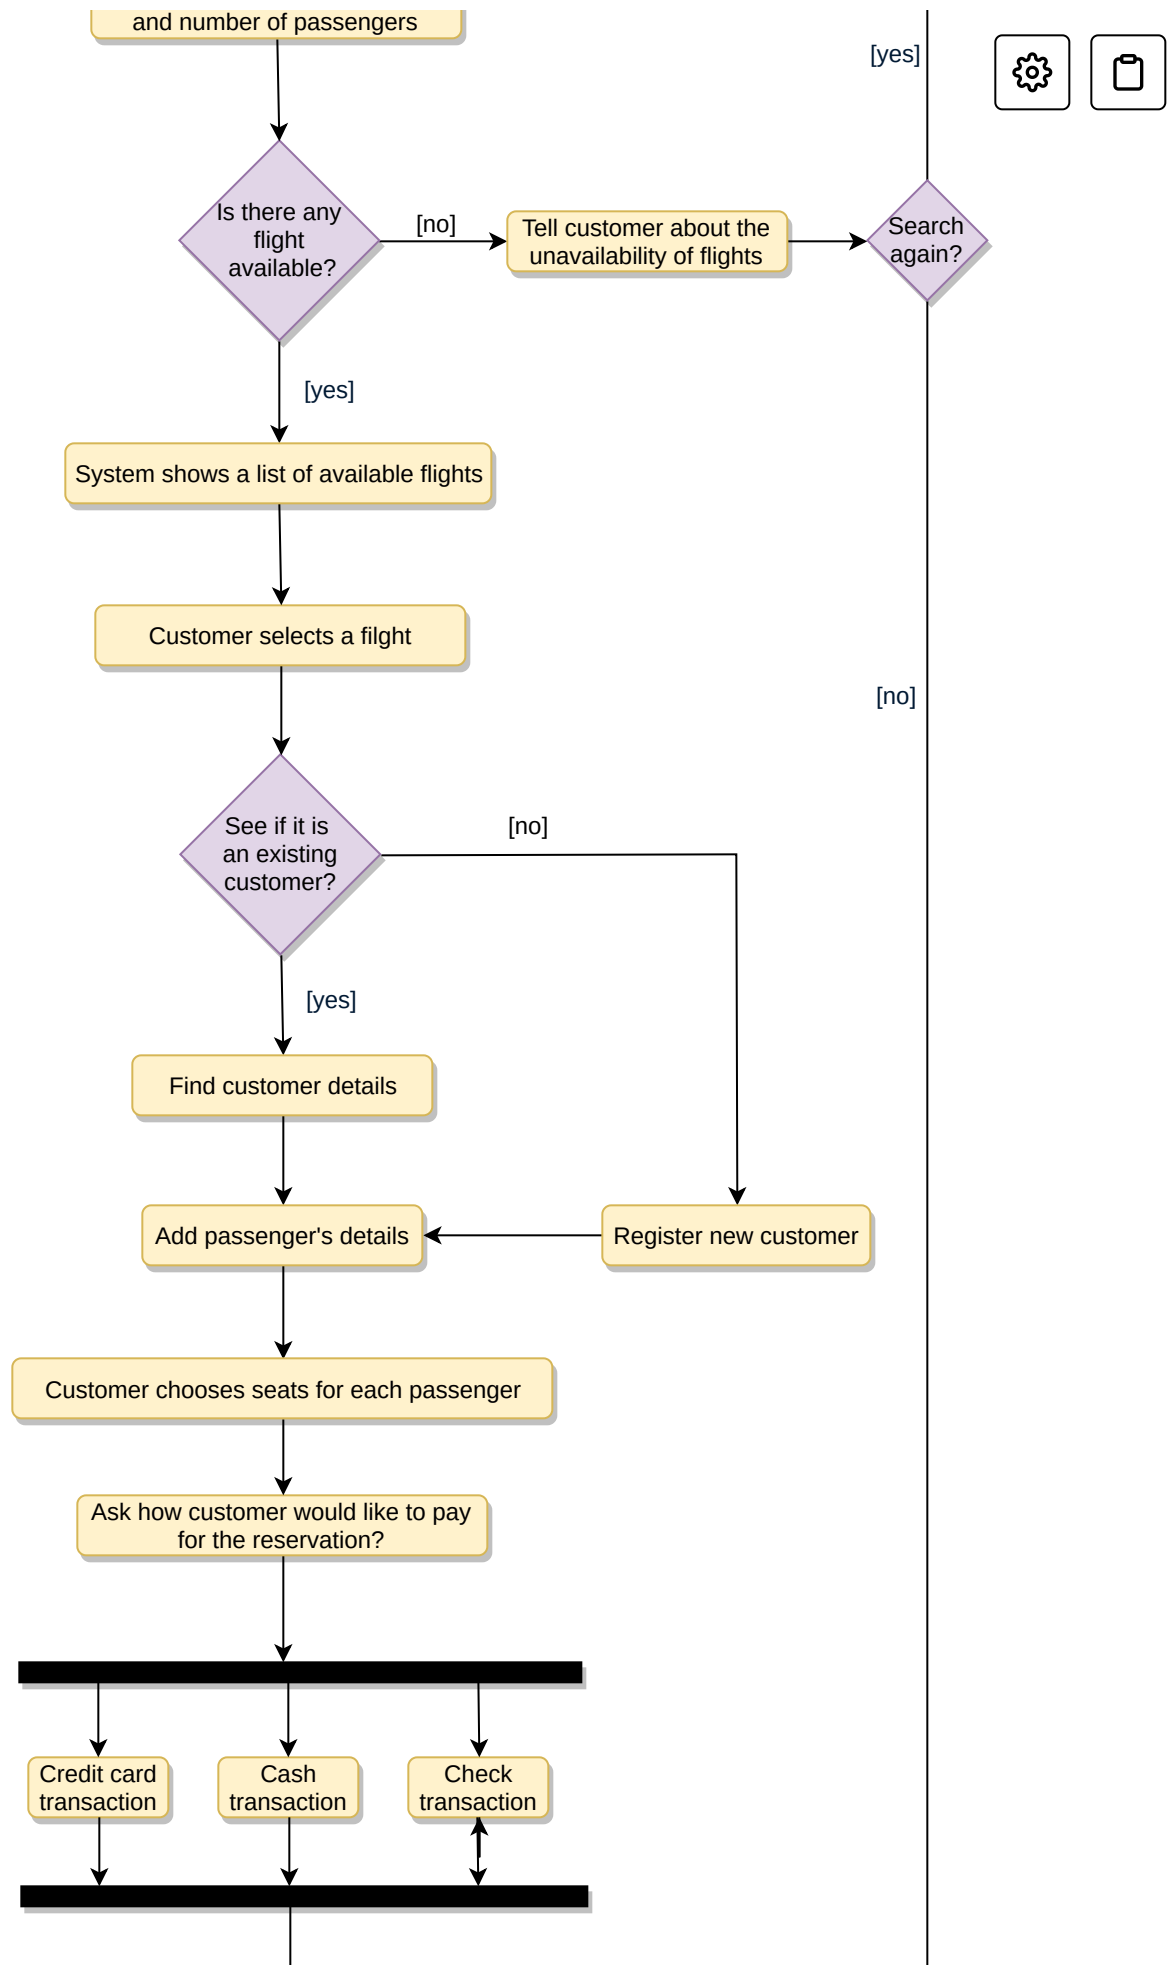 and number of passengers
[yes]
Is there any
flight
available?
[no]
Tell customer about the
unavailability of flights
Search
again?
[yes]
System shows a list of available flights
Customer selects a filght
[no]
See if it is
an existing
customer?
[no]
[yes]
Find customer details
Add passenger's details
Register new customer
Customer chooses seats for each passenger
Ask how customer would like to pay
for the reservation?
Credit card
transaction
Cash
transaction
Check
transaction